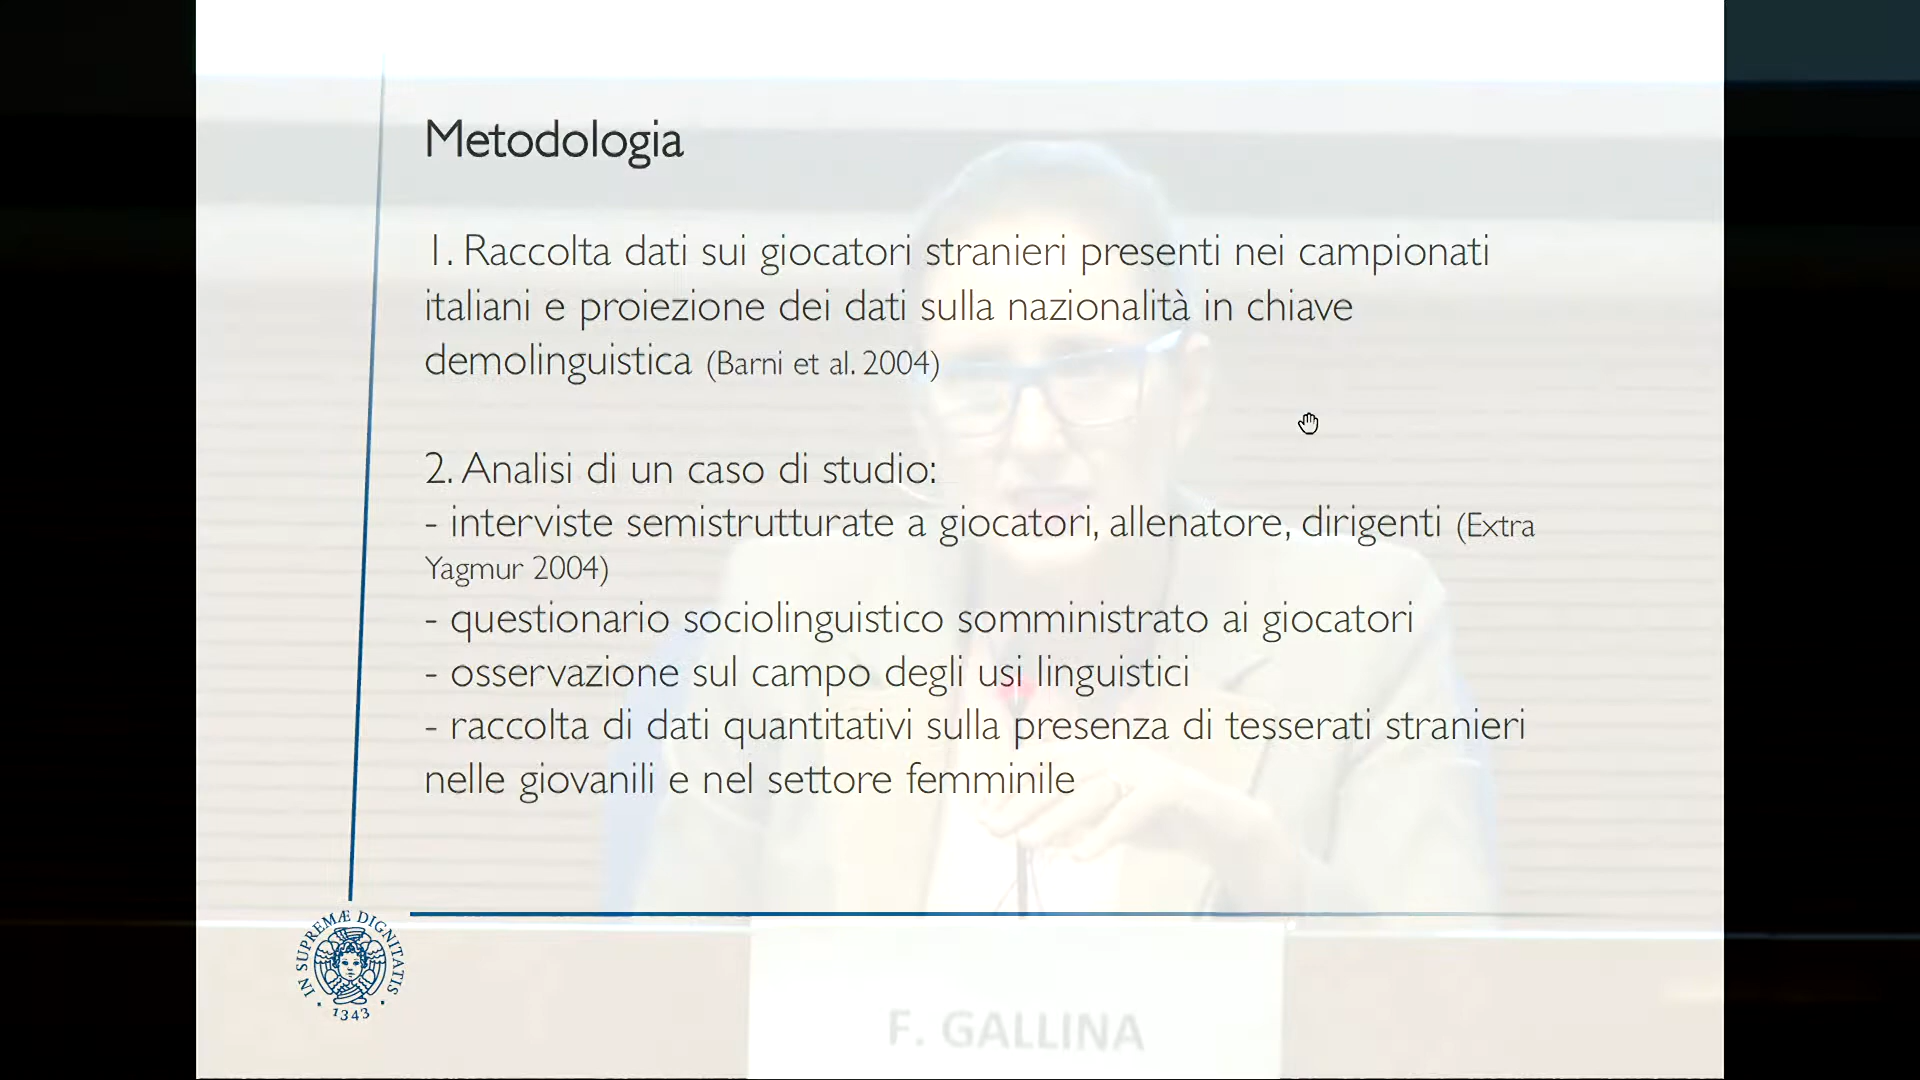 Metodologia
1. Raccolta dati sui giocatori stranieri presenti nei campionati
italiani e proiezione dei dati sulla nazionalità in chiave
demolinguistica (Barni et al. 2004)
2. Analisi di un caso di studio:
- interviste semistrutturate a giocatori, allenatore, dirigenti (Extra
Yagmur 2004)
- questionario sociolinguistico somministrato ai giocatori
- osservazione sul campo degli usi linguistici
- raccolta di dati quantitativi sulla presenza di tesserati stranieri
nelle giovanili e nel settore femminile
IN SUPREMÆ DIGNITATIS
· 1343 ·
F. GALLINA